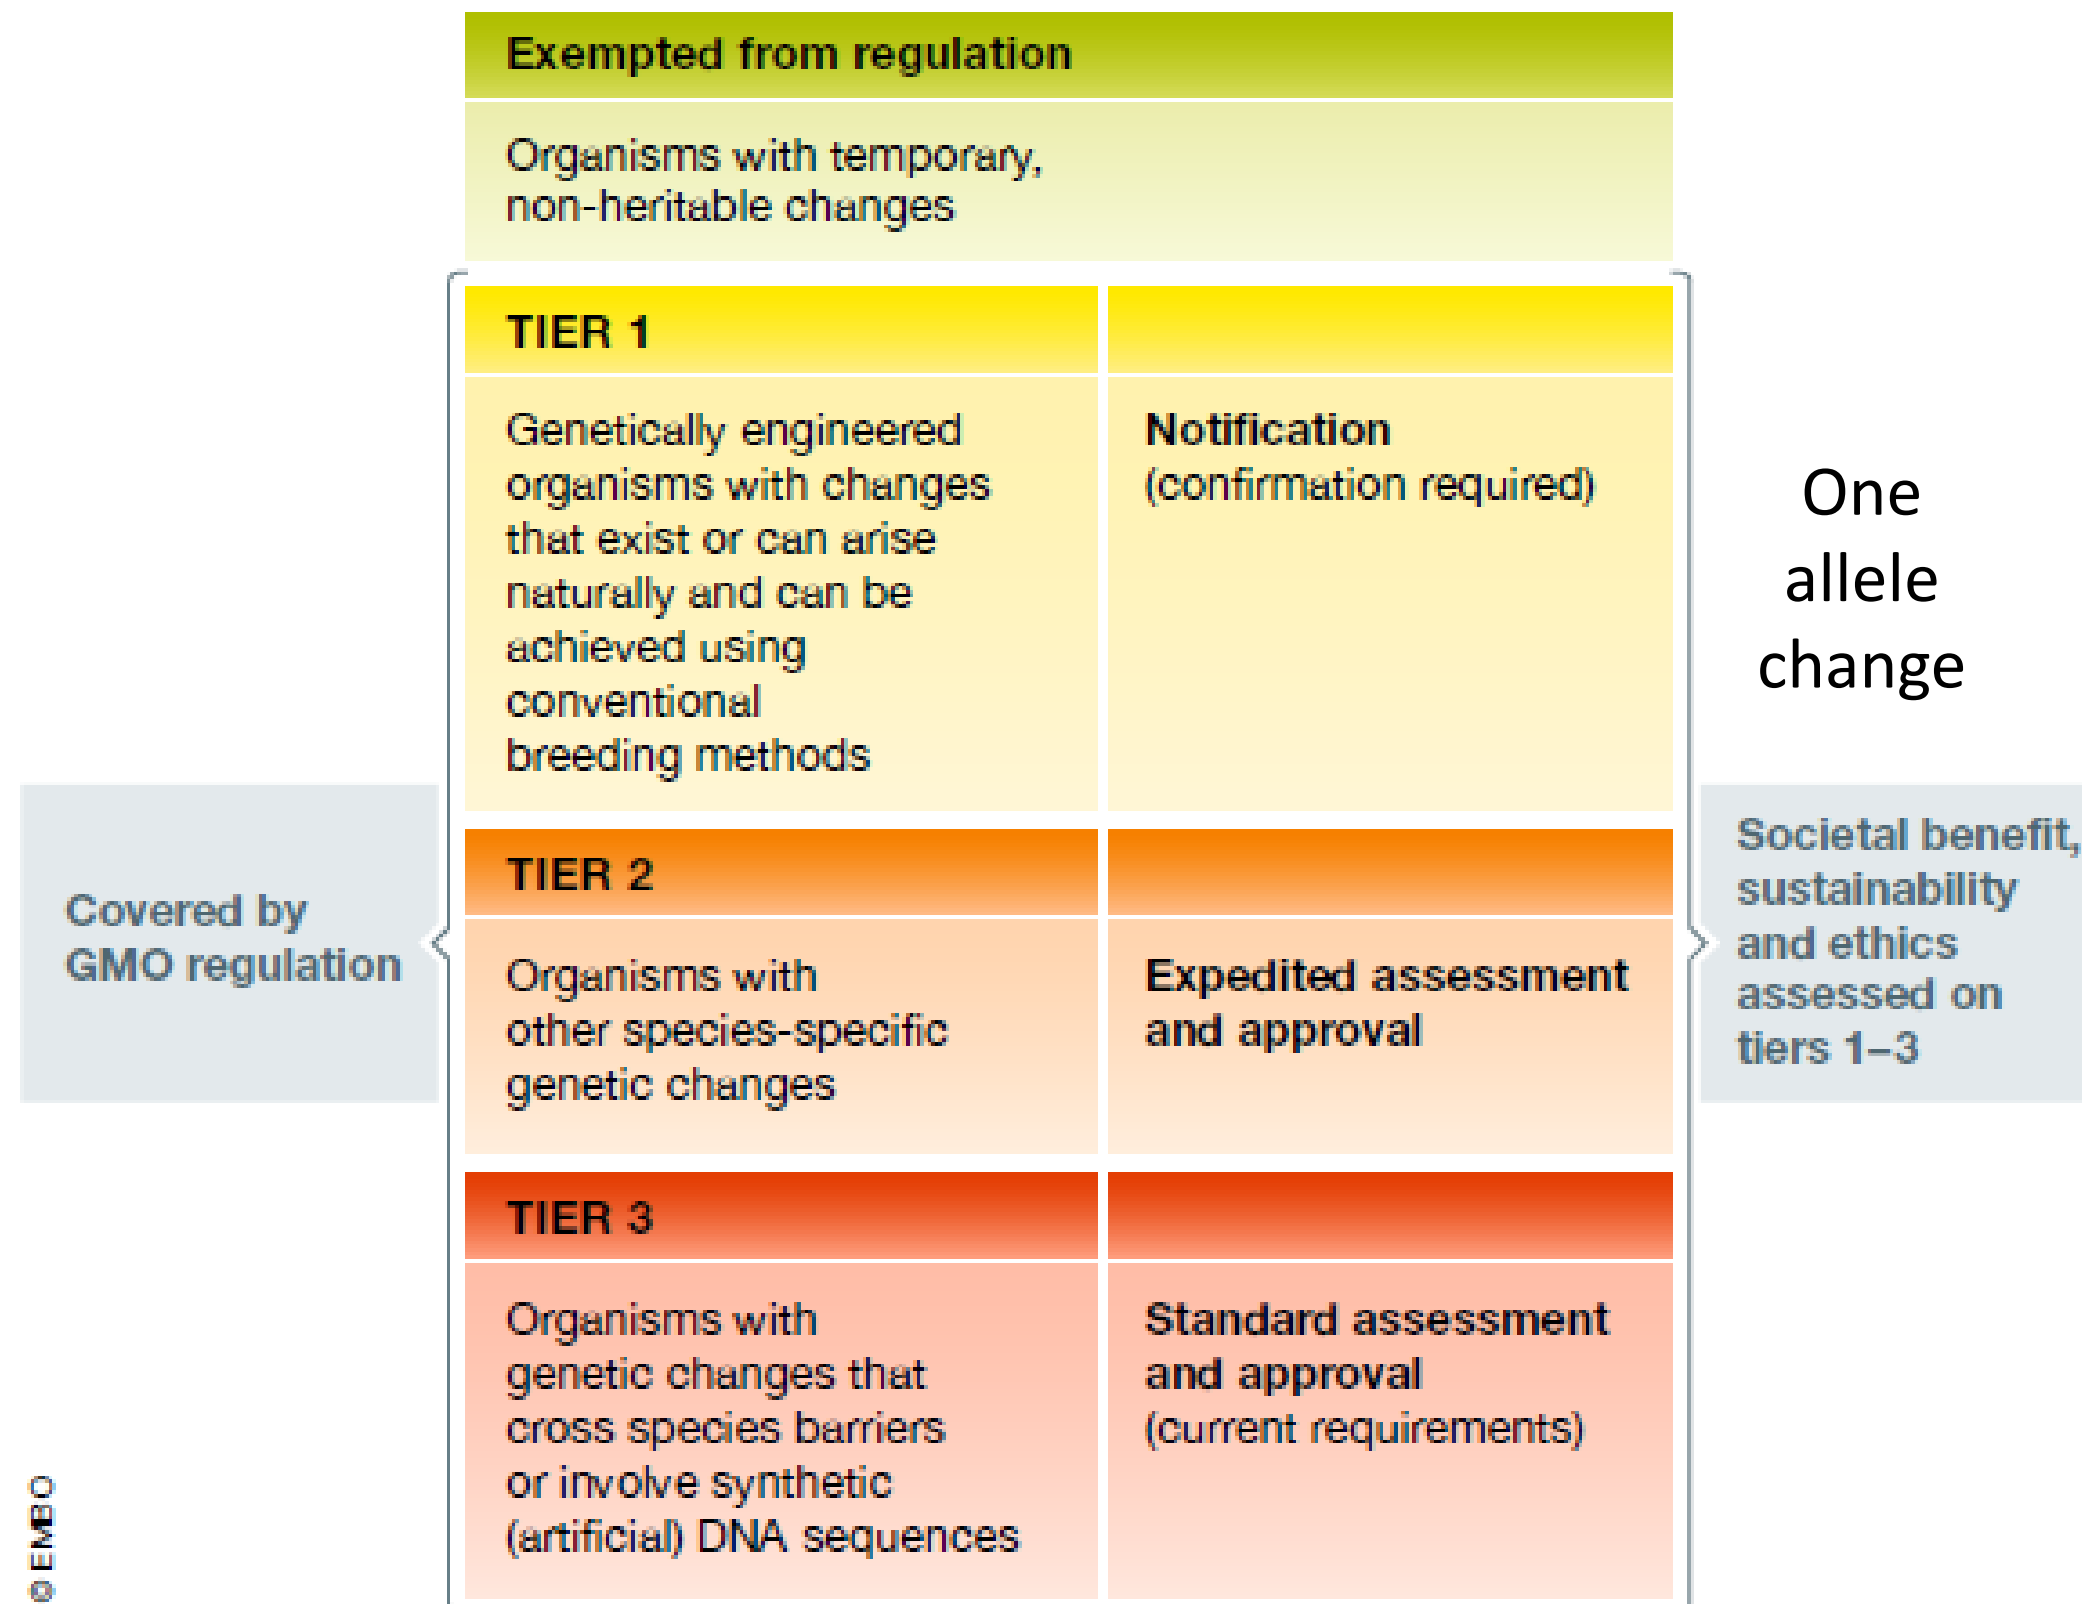 Exempted from regulation
Organisms with temporary,
non-heritable changes
TIER 1
Genetically engineered
organisms with changes
that exist or can arise
naturally and can be
achieved using
conventional
breeding methods
Notification
(confirmation required)
One
allele
change
Covered by
GMO regulation
TIER 2
Organisms with
other species-specific
genetic changes
Expedited assessment
and approval
Societal benefit,
sustainability
and ethics
assessed on
tiers 1–3
TIER 3
Organisms with
genetic changes that
cross species barriers
or involve synthetic
(artificial) DNA sequences
Standard assessment
and approval
(current requirements)
© EMBO